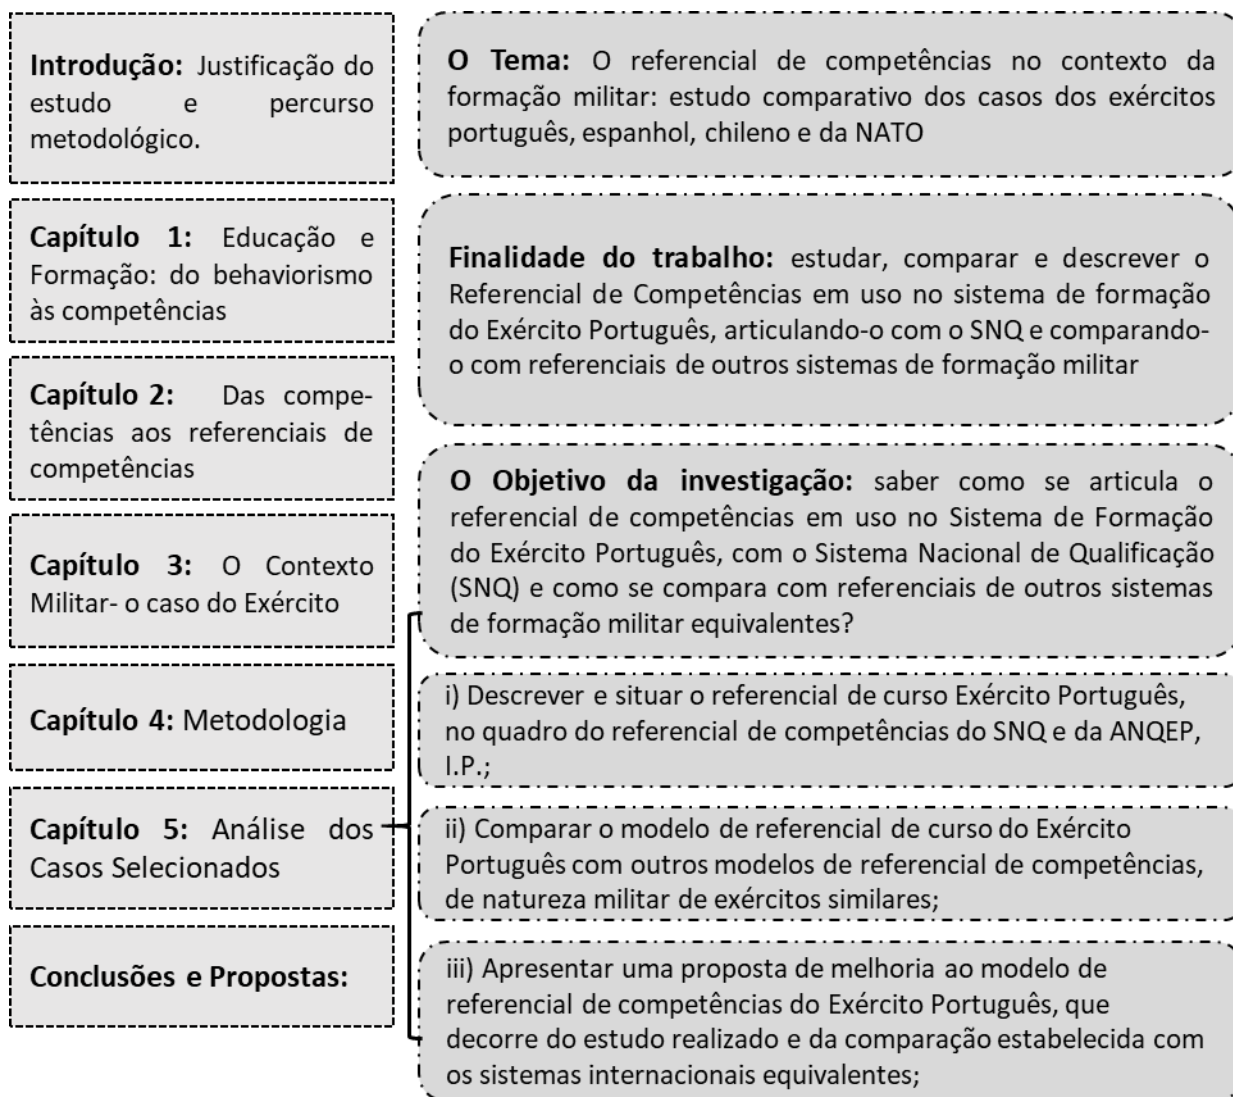 Introdução: Justificação do
estudo e percurso
metodológico.
Capítulo 1: Educação e
Formação: do behaviorismo
às competências
Capítulo 2: Das compe-
tências aos referenciais de
competências
Capítulo 3: O Contexto
Militar- o caso do Exército
Capítulo 4: Metodologia
Capítulo 5: Análise dos
Casos Selecionados
Conclusões e Propostas:
O Tema: O referencial de competências no contexto da
formação militar: estudo comparativo dos casos dos exércitos
português, espanhol, chileno e da NATO
Finalidade do trabalho: estudar, comparar e descrever o
Referencial de Competências em uso no sistema de formação
do Exército Português, articulando-o com o SNQ e comparando-
o com referenciais de outros sistemas de formação militar
O Objetivo da investigação: saber como se articula o
referencial de competências em uso no Sistema de Formação
do Exército Português, com o Sistema Nacional de Qualificação
(SNQ) e como se compara com referenciais de outros sistemas
de formação militar equivalentes?
i) Descrever e situar o referencial de curso Exército Português,
no quadro do referencial de competências do SNQ e da ANQEP,
I.P.;
ii) Comparar o modelo de referencial de curso do Exército
Português com outros modelos de referencial de competências,
de natureza militar de exércitos similares;
iii) Apresentar uma proposta de melhoria ao modelo de
referencial de competências do Exército Português, que
decorre do estudo realizado e da comparação estabelecida com
os sistemas internacionais equivalentes;